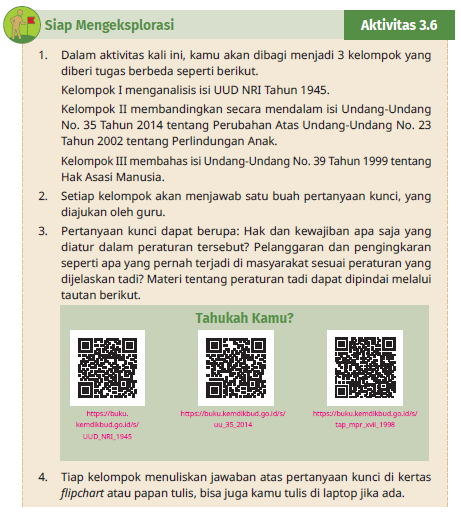 Siap Mengeksplorasi
Aktivitas 3.6
1. Dalam aktivitas kali ini, kamu akan dibagi menjadi 3 kelompok yang
diberi tugas berbeda seperti berikut.
Kelompok I menganalisis isi UUD NRI Tahun 1945.
Kelompok II membandingkan secara mendalam isi Undang-Undang
No. 35 Tahun 2014 tentang Perubahan Atas Undang-Undang No. 23
Tahun 2002 tentang Perlindungan Anak.
Kelompok III membahas isi Undang-Undang No. 39 Tahun 1999 tentang
Hak Asasi Manusia.
2. Setiap kelompok akan menjawab satu buah pertanyaan kunci, yang
diajukan oleh guru.
3. Pertanyaan kunci dapat berupa: Hak dan kewajiban apa saja yang
diatur dalam peraturan tersebut? Pelanggaran dan pengingkaran
seperti apa yang pernah terjadi di masyarakat sesuai peraturan yang
dijelaskan tadi? Materi tentang peraturan tadi dapat dipindai melalui
tautan berikut.
Tahukah Kamu?
https://buku.
kemdikbud.go.id/s/
UUD_NRI_1945
https://buku.kemdikbud.go.id/s/
uu_35_2014
https://buku.kemdikbud.go.id/s/
tap_mpr_xvii_1998
4. Tiap kelompok menuliskan jawaban atas pertanyaan kunci di kertas
flipchart atau papan tulis, bisa juga kamu tulis di laptop jika ada.